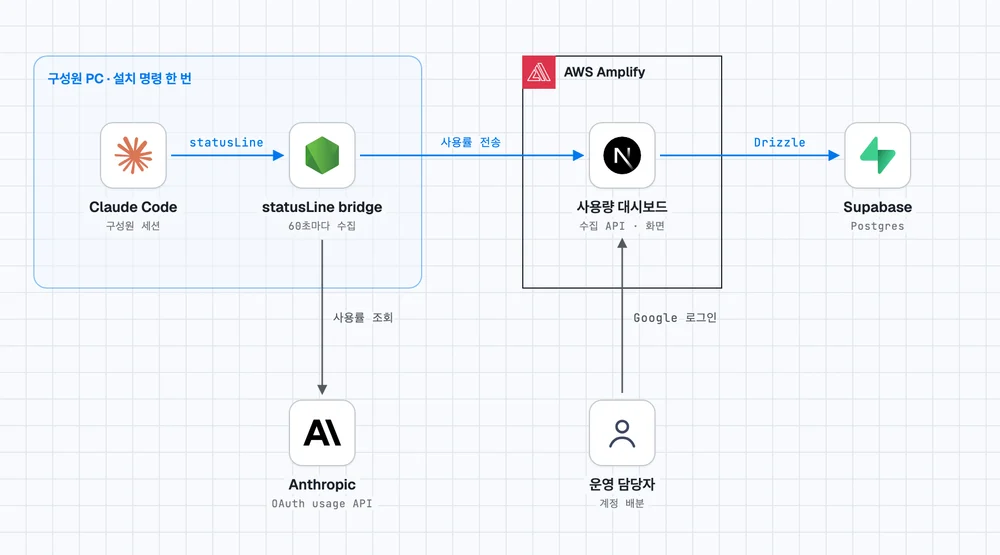 구성원 PC · 설치 명령 한 번
AWS Amplify
statusLine
사용률 전송
Drizzle
Claude Code
구성원 세션
statusLine bridge
60초마다 수집
사용량 대시보드
수집 API · 화면
Supabase
Postgres
사용률 조회
Google 로그인
Anthropic
OAuth usage API
운영 담당자
계정 배분